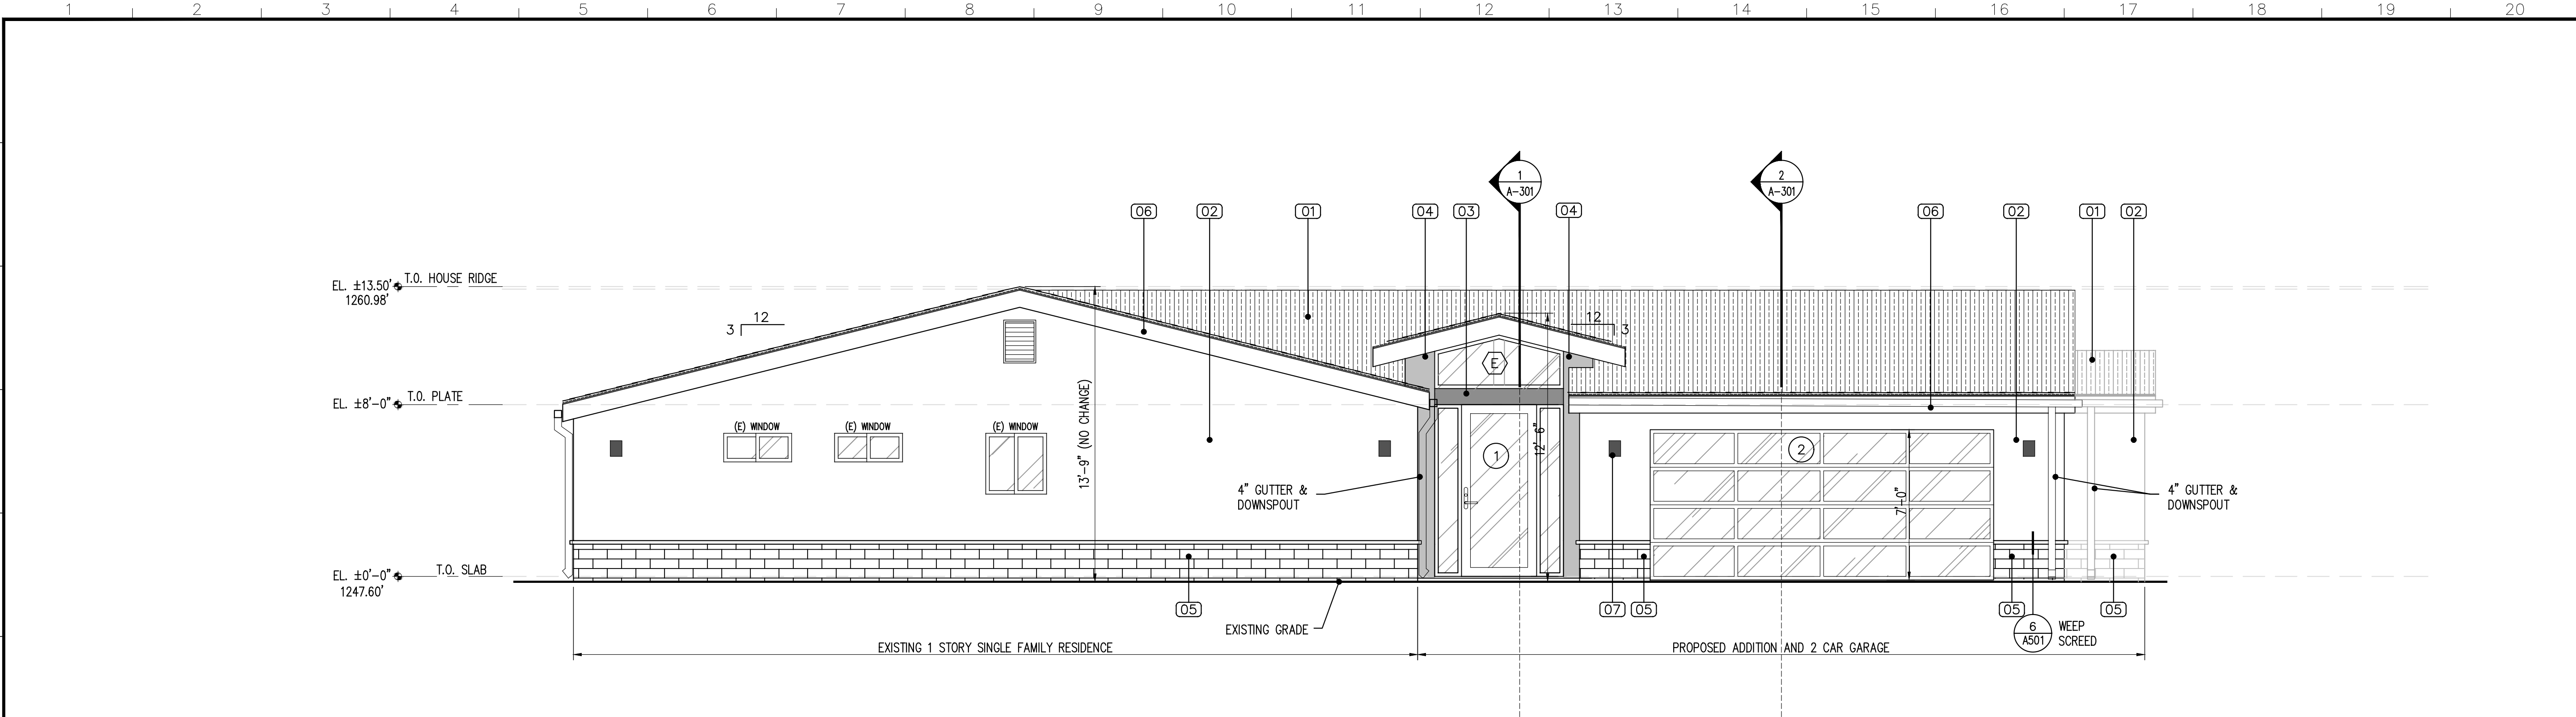 1 2 3 4 5 6 7 8 9 10 11 12 13 14 15 16 17 18 19 20
1
A-301
2
A-301
06 02 01 04 03 04 06 02 01 02
EL. ±13.50' T.O. HOUSE RIDGE
1260.98'
12
3
12
3
E
EL. ±8'-0" T.O. PLATE
(E) WINDOW (E) WINDOW (E) WINDOW
13'-9" (NO CHANGE)
12'-6"
1
2
7'-0"
4" GUTTER &
DOWNSPOUT
4" GUTTER &
DOWNSPOUT
EL. ±0'-0" T.O. SLAB
1247.60'
05 07 05 05 05
EXISTING GRADE
6
A501
WEEP
SCREED
EXISTING 1 STORY SINGLE FAMILY RESIDENCE
PROPOSED ADDITION AND 2 CAR GARAGE